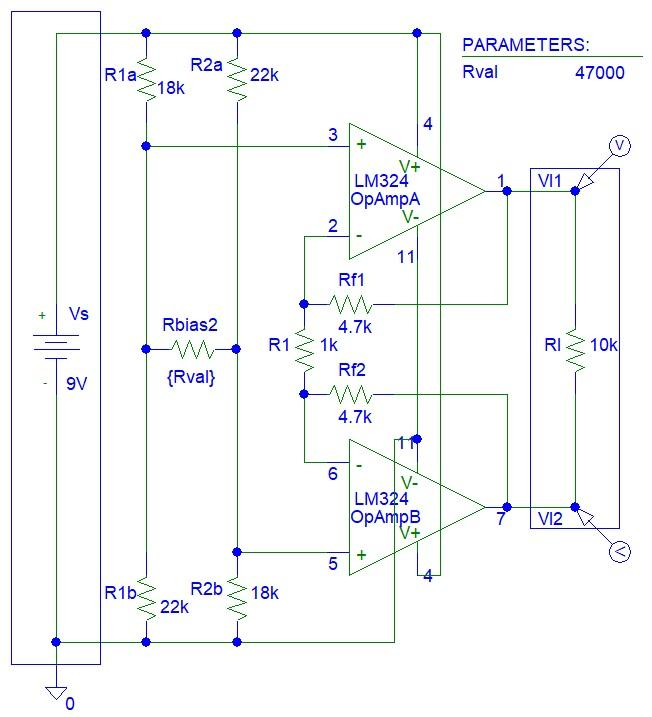 PARAMETERS:
Rval 47000
R1a
18k
R2a
22k
3
+
4
V+
LM324
OpAmpA
1
V-
2
-
11
Vl1
V
+
Vs
-
9V
Rbias2
{Rval}
Rf1
4.7k
R1
1k
Rf2
4.7k
Rl
10k
11
6
-
V-
LM324
OpAmpB
V+
7
5
+
4
Vl2
V
R1b
22k
R2b
18k
0